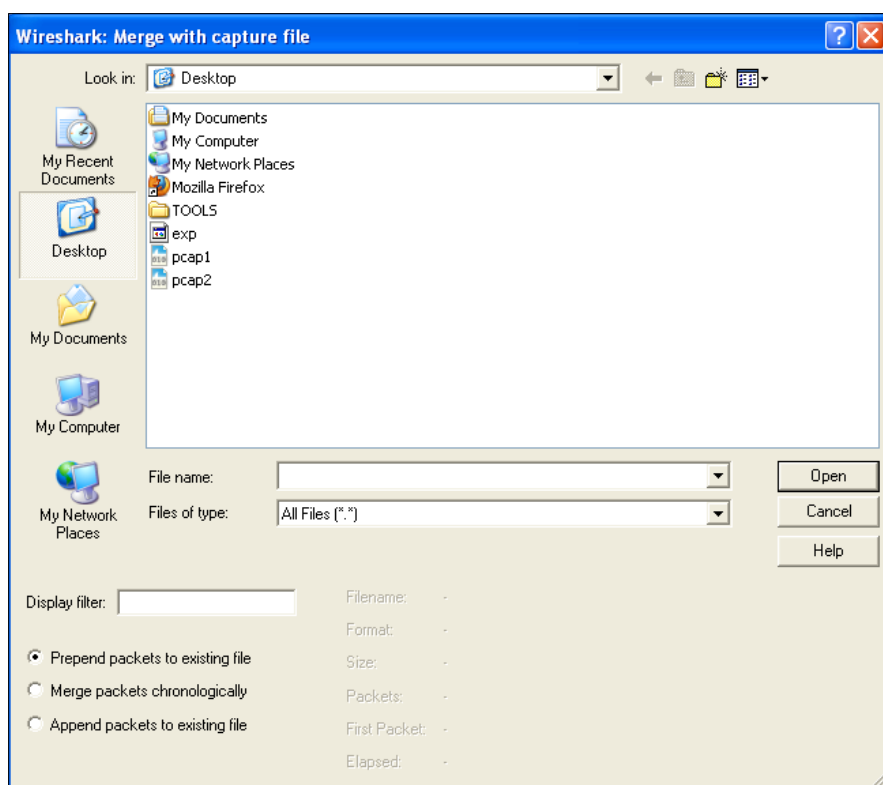 Wireshark: Merge with capture file
Look in: Desktop
My Recent
Documents
Desktop
My Documents
My Computer
My Network
Places
My Documents
My Computer
My Network Places
Mozilla Firefox
TOOLS
exp
pcap1
pcap2
File name:
Open
Files of type: All Files (*.*)
Cancel
Help
Display filter:
Prepend packets to existing file
Merge packets chronologically
Append packets to existing file
Filename: -
Format: -
Size: -
Packets: -
First Packet: -
Elapsed: -